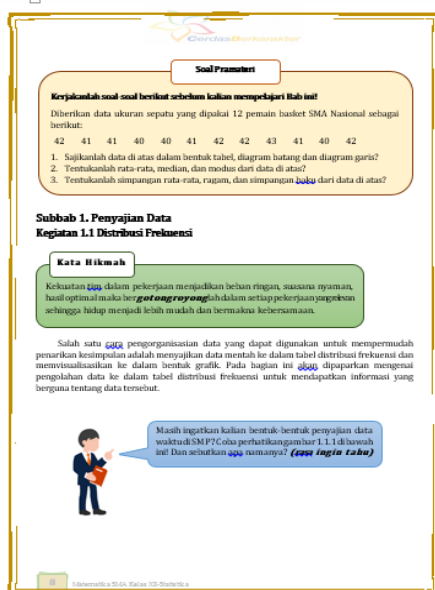 CerdasBerkarakter
Soal Prasmateri
Kerjakanlah soal-soal berikut sebelum kalian mempelajari Bab ini!
Diberikan data ukuran sepatu yang dipakai 12 pemain basket SMA Nasional sebagai
berikut:
42 41 41 40 40 41 42 42 43 41 40 42
1. Sajikanlah data di atas dalam bentuk tabel, diagram batang dan diagram garis?
2. Tentukanlah rata-rata, median, dan modus dari data di atas?
3. Tentukanlah simpangan rata-rata, ragam, dan simpangan baku dari data di atas?
Subbab 1. Penyajian Data
Kegiatan 1.1 Distribusi Frekuensi
Kata Hikmah
Kekuatan tim dalam pekerjaan menjadikan beban ringan, suasana nyaman,
hasil optimal maka bergotong royonglah dalam setiap pekerjaan yang relevan
sehingga hidup menjadi lebih mudah dan bermakna kebersamaan.
Salah satu cara pengorganisasian data yang dapat digunakan untuk mempermudah
penarikan kesimpulan adalah menyajikan data mentah ke dalam tabel distribusi frekuensi dan
memvisualisasikan ke dalam bentuk grafik. Pada bagian ini akan dipaparkan mengenai
pengolahan data ke dalam tabel distribusi frekuensi untuk mendapatkan informasi yang
berguna tentang data tersebut.
Masih ingatkan kalian bentuk-bentuk penyajian data
waktu di SMP? Coba perhatikan gambar 1.1.1 di bawah
ini! Dan sebutkan apa namanya? (rasa ingin tahu)
8 Matematika SMA/Kelas XII-Statistika